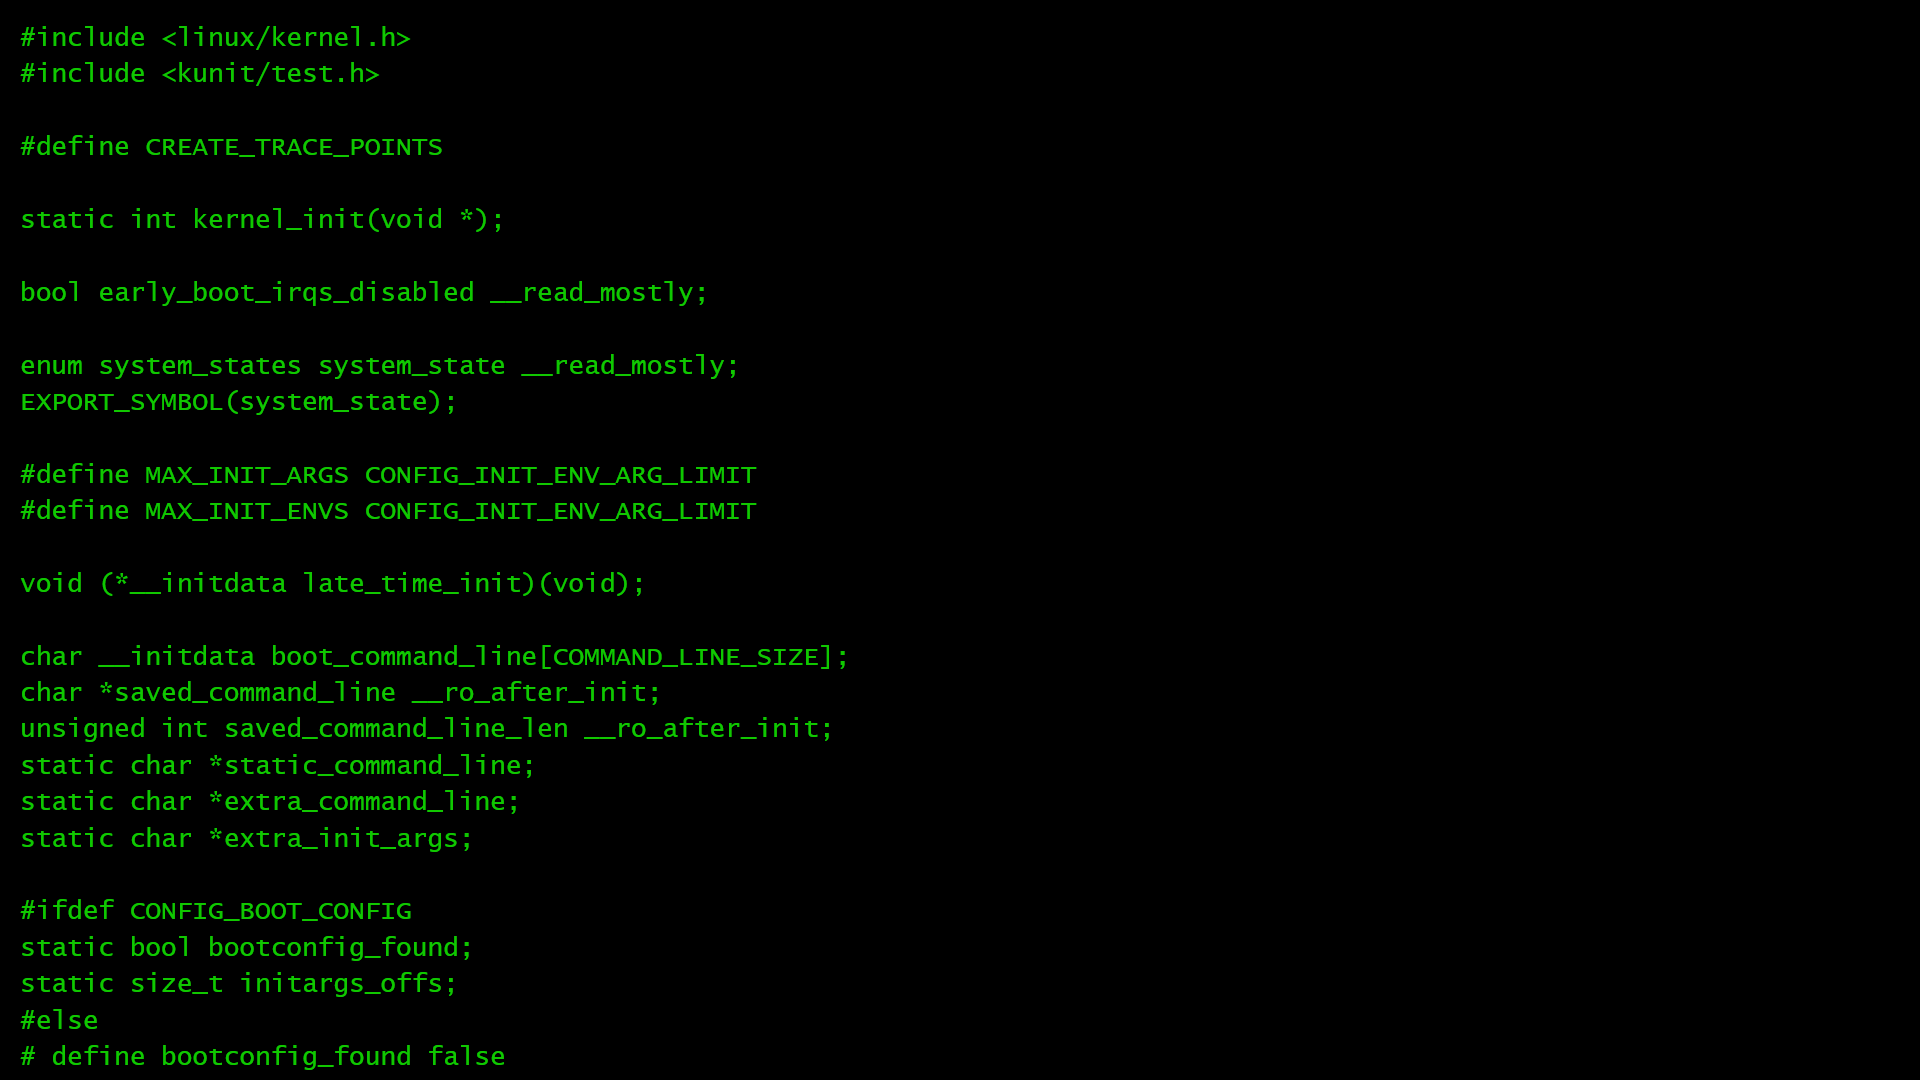 #include <linux/kernel.h>
#include <kunit/test.h>
#define CREATE_TRACE_POINTS
static int kernel_init(void *);
bool early_boot_irqs_disabled __read_mostly;
enum system_states system_state __read_mostly;
EXPORT_SYMBOL(system_state);
#define MAX_INIT_ARGS CONFIG_INIT_ENV_ARG_LIMIT
#define MAX_INIT_ENVS CONFIG_INIT_ENV_ARG_LIMIT
void (*__initdata late_time_init)(void);
char __initdata boot_command_line[COMMAND_LINE_SIZE];
char *saved_command_line __ro_after_init;
unsigned int saved_command_line_len __ro_after_init;
static char *static_command_line;
static char *extra_command_line;
static char *extra_init_args;
#ifdef CONFIG_BOOT_CONFIG
static bool bootconfig_found;
static size_t initargs_offs;
#else
# define bootconfig_found false